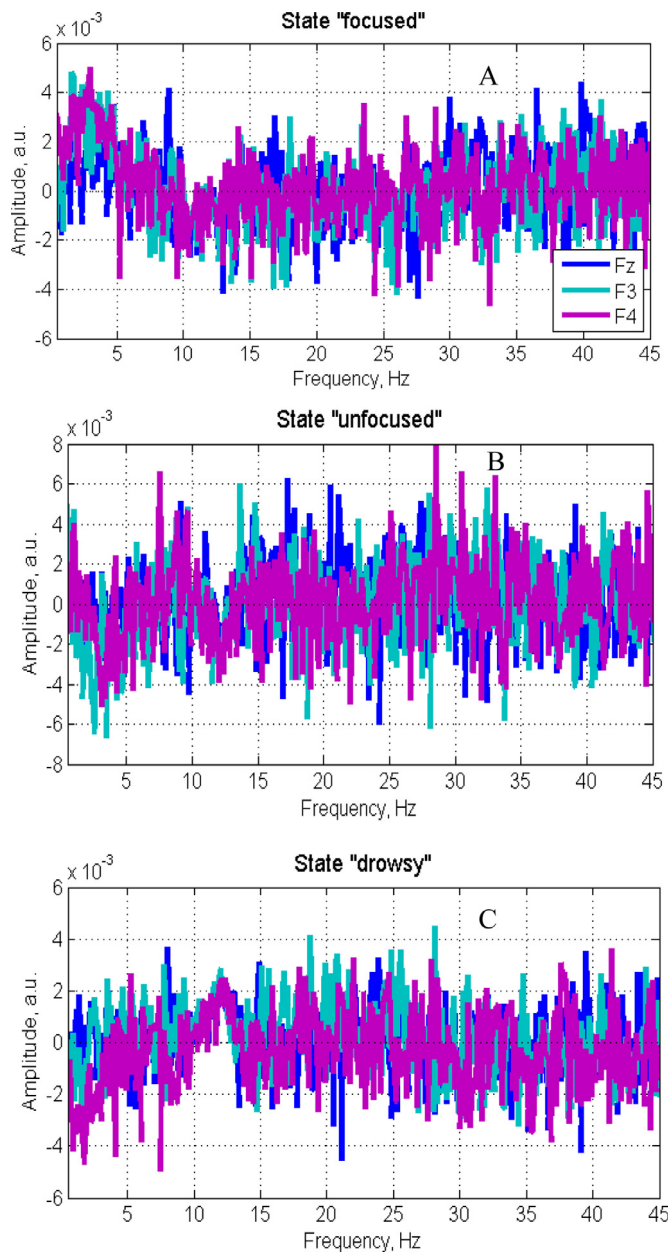 State "focused"
x 10⁻³
A
6
4
2
0
-2
-4
-6
Amplitude, a.u.
Fz
F3
F4
5 10 15 20 25 30 35 40 45
Frequency, Hz
State "unfocused"
x 10⁻³
B
8
6
4
2
0
-2
-4
-6
-8
Amplitude, a.u.
5 10 15 20 25 30 35 40 45
Frequency, Hz
State "drowsy"
x 10⁻³
C
6
4
2
0
-2
-4
-6
Amplitude, a.u.
5 10 15 20 25 30 35 40 45
Frequency, Hz